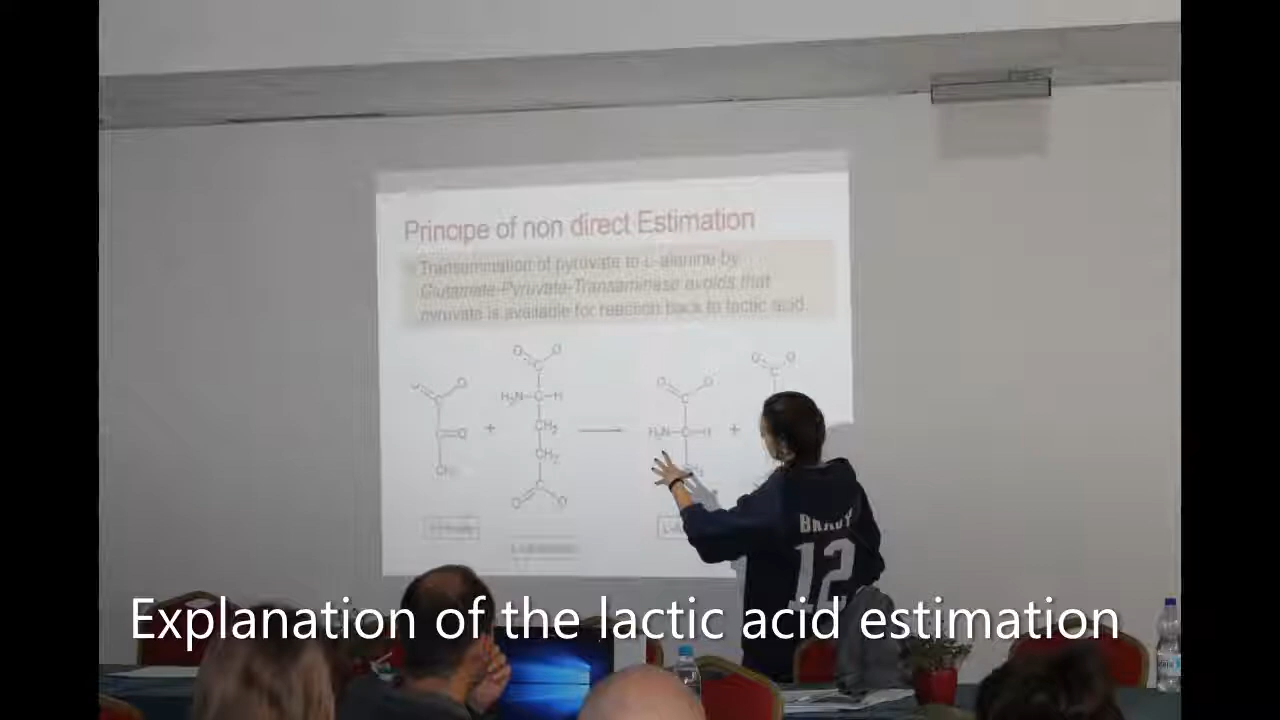 Principe of non direct Estimation
Transamination of pyruvate to L-alanine by
Glutamate-Pyruvate-Transaminase avoids that
pyruvate is available for reaction back to lactic acid.
O O O O
O O
H₂N C H
C O
CH₂
CH₂
O O
+
H₂N C H
+
BRADY
12
Explanation of the lactic acid estimation